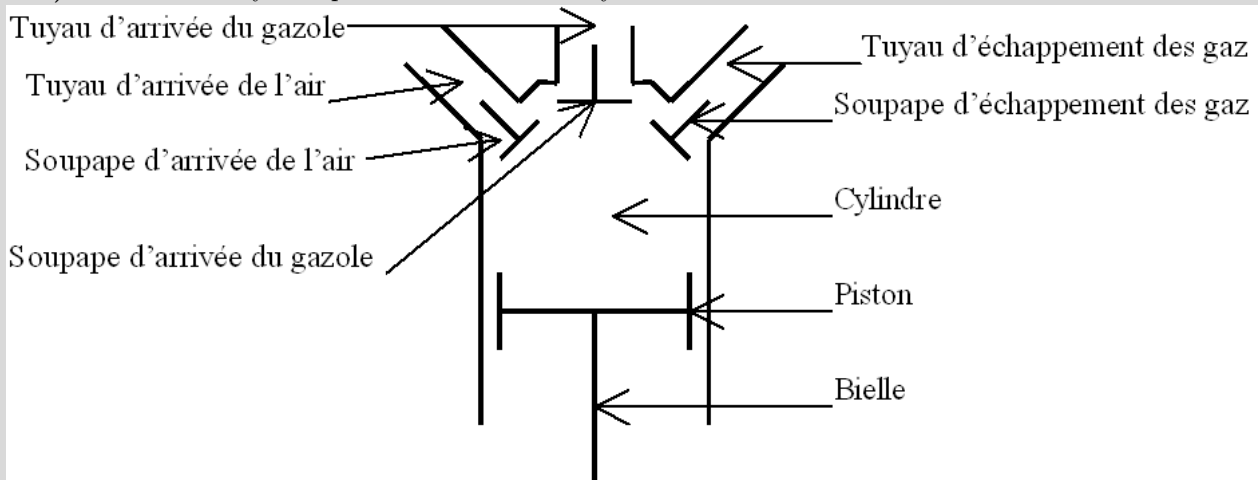 Tuyau d'arrivée du gazole
Tuyau d'arrivée de l'air
Soupape d'arrivée de l'air
Soupape d'arrivée du gazole
Tuyau d'échappement des gaz
Soupape d'échappement des gaz
Cylindre
Piston
Bielle